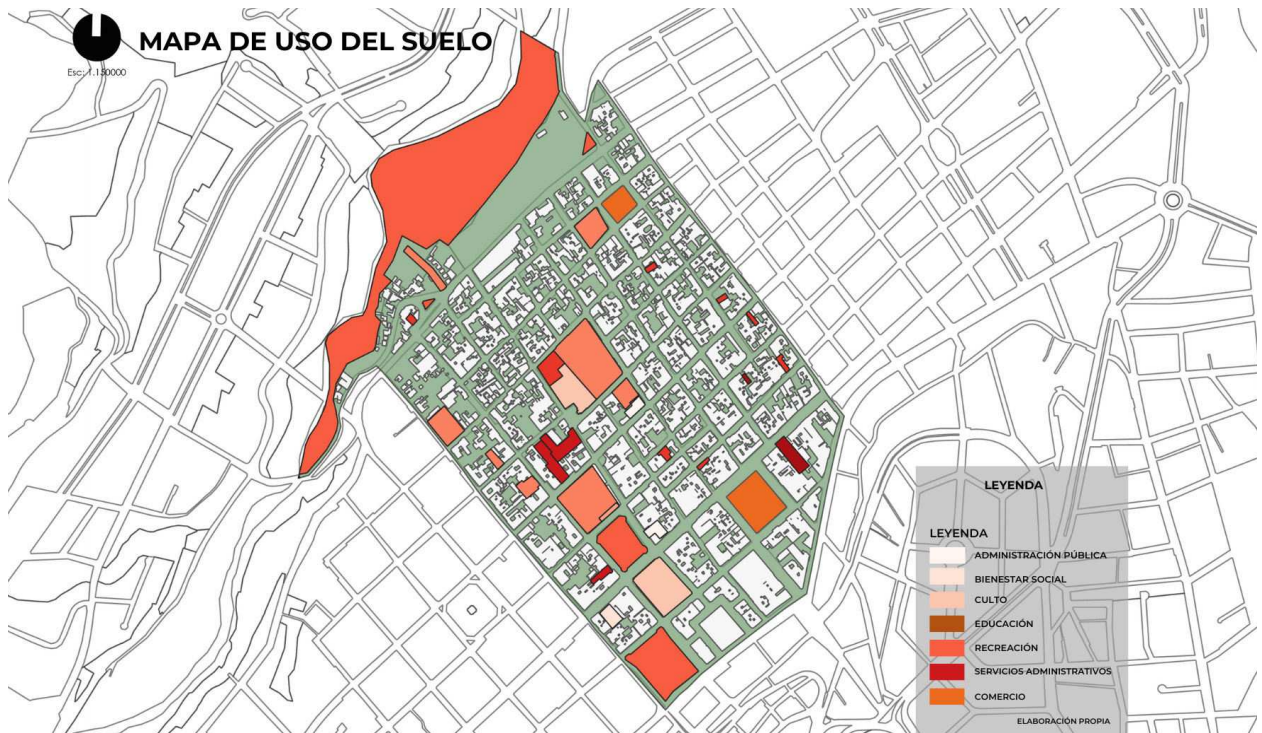 MAPA DE USO DEL SUELO
Esc: 1.150000
LEYENDA
LEYENDA
ADMINISTRACIÓN PÚBLICA
BIENESTAR SOCIAL
CULTO
EDUCACIÓN
RECREACIÓN
SERVICIOS ADMINISTRATIVOS
COMERCIO
ELABORACIÓN PROPIA